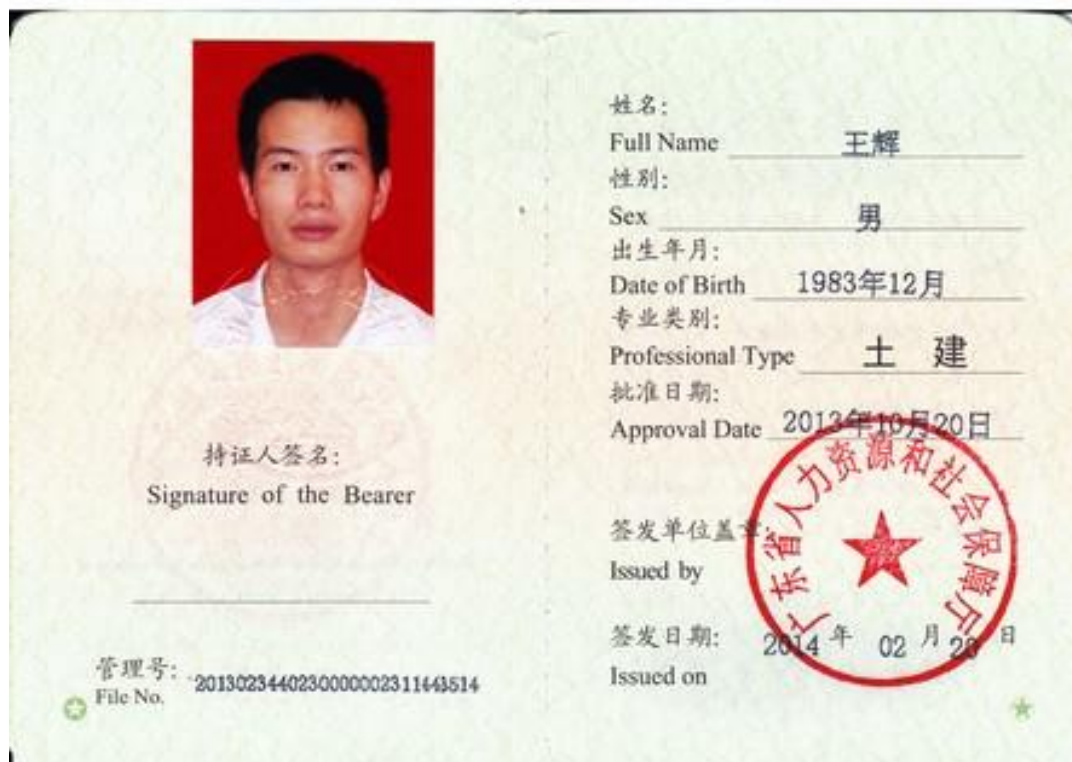 持证人签名:
Signature of the Bearer
管理号:
File No.
2013023440230000002311443514
姓名:
Full Name 王辉
性别:
Sex 男
出生年月:
Date of Birth 1983年12月
专业类别:
Professional Type 土 建
批准日期:
Approval Date 2013年10月20日
签发单位盖章:
Issued by
广东省人力资源和社会保障厅
签发日期: 2014 年 02 月 20 日
Issued on